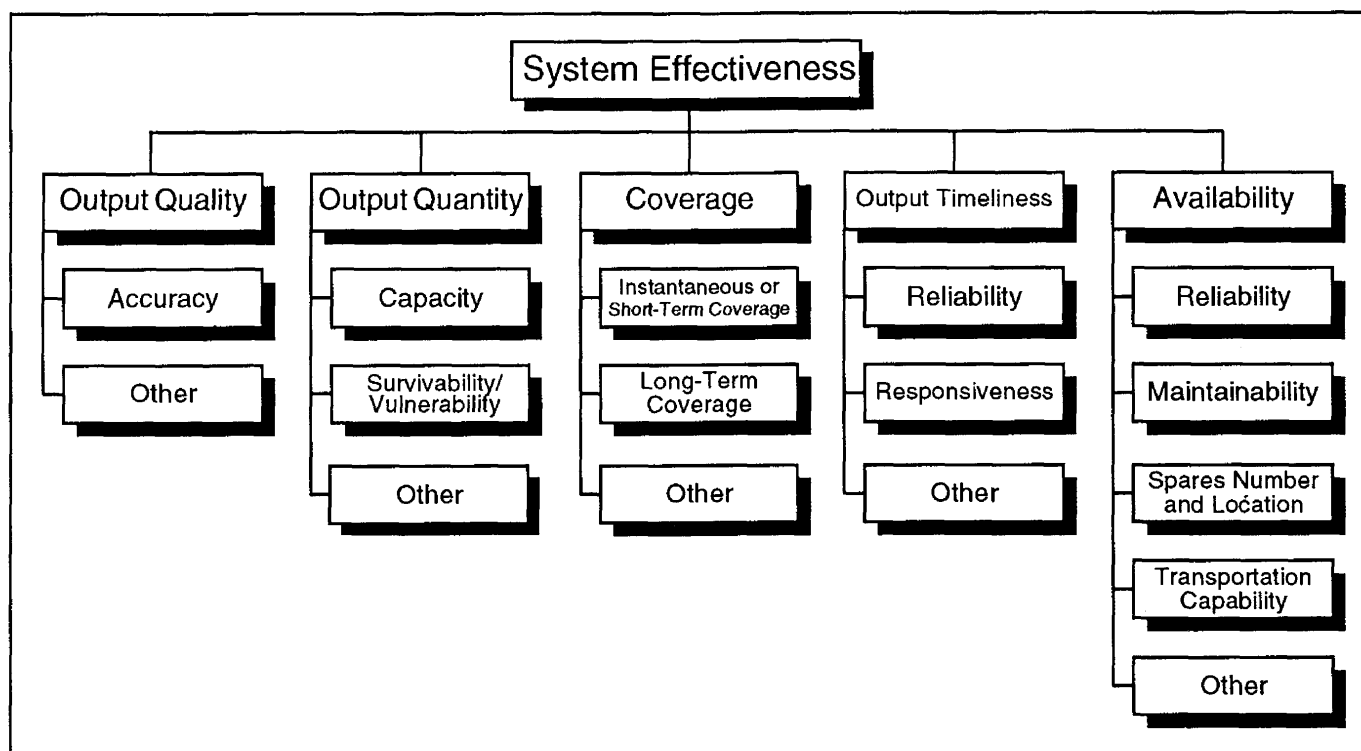 System Effectiveness
Output Quality
Accuracy
Other
Output Quantity
Capacity
Survivability/
Vulnerability
Other
Coverage
Instantaneous or
Short-Term Coverage
Long-Term
Coverage
Other
Output Timeliness
Reliability
Responsiveness
Other
Availability
Reliability
Maintainability
Spares Number
and Location
Transportation
Capability
Other